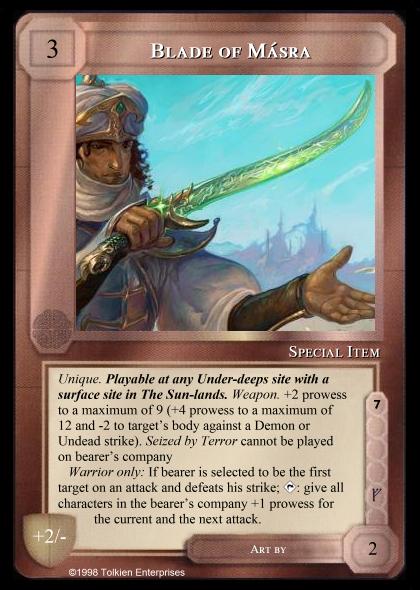 3
BLADE OF MÁSRA
SPECIAL ITEM
Unique. Playable at any Under-deeps site with a
surface site in The Sun-lands. Weapon. +2 prowess
to a maximum of 9 (+4 prowess to a maximum of
12 and -2 to target's body against a Demon or
Undead strike). Seized by Terror cannot be played
on bearer's company
Warrior only: If bearer is selected to be the first
target on an attack and defeats his strike; : give all
characters in the bearer's company +1 prowess for
the current and the next attack.
7
+2/-
ART BY
2
©1998 Tolkien Enterprises